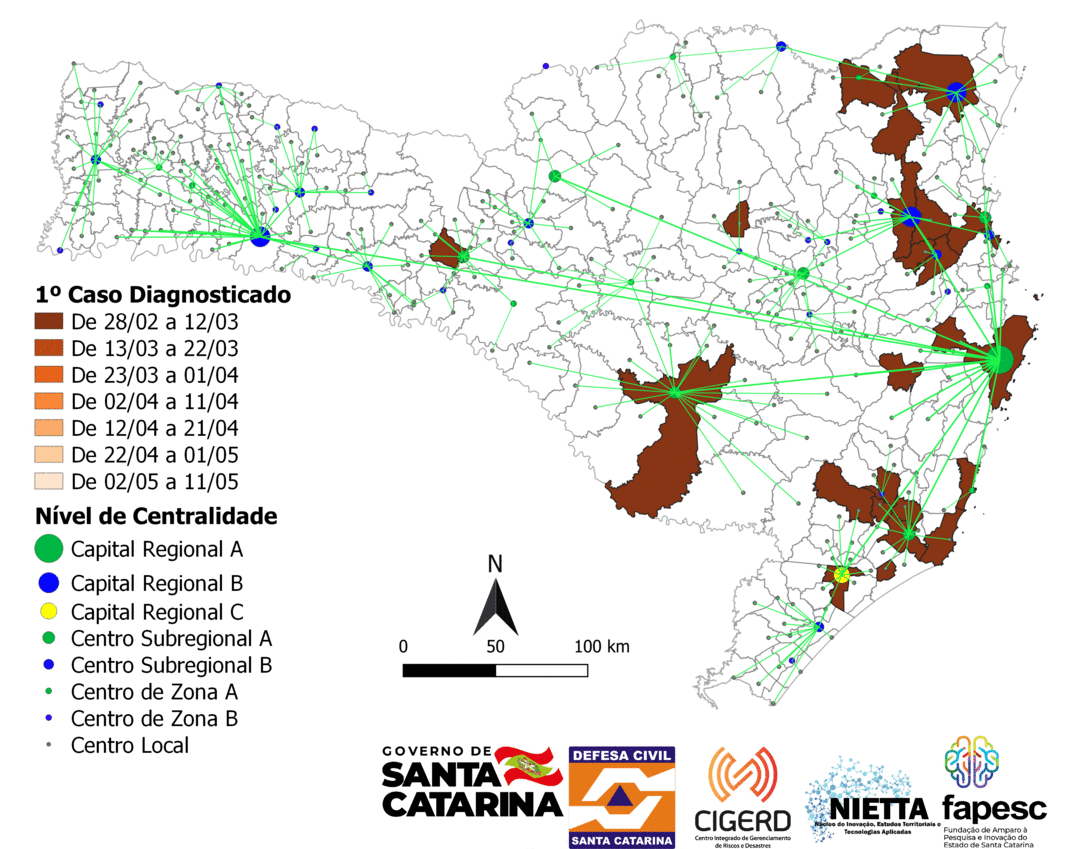 1º Caso Diagnosticado
De 28/02 a 12/03
De 13/03 a 22/03
De 23/03 a 01/04
De 02/04 a 11/04
De 12/04 a 21/04
De 22/04 a 01/05
De 02/05 a 11/05
Nível de Centralidade
Capital Regional A
Capital Regional B
Capital Regional C
Centro Subregional A
Centro Subregional B
Centro de Zona A
Centro de Zona B
Centro Local
N
0 50 100 km
GOVERNO DE
SANTA
CATARINA
DEFESA CIVIL
SANTA CATARINA
CIGERD
Centro Integrado de Gerenciamento
de Riscos e Desastres
NIETTA
Núcleo de Inovação, Estudos Territoriais e
Tecnologias Aplicadas
fapesc
Fundação de Amparo à
Pesquisa e Inovação do
Estado de Santa Catarina